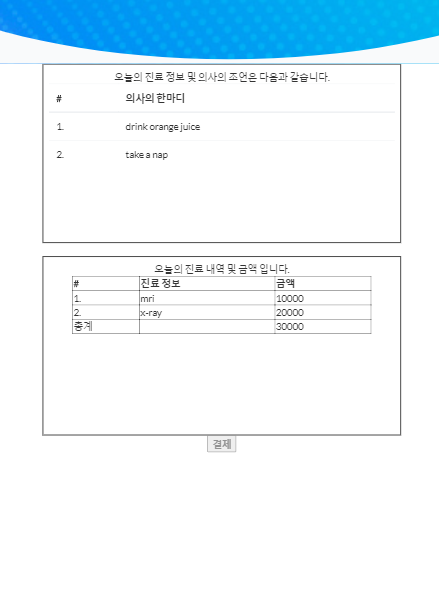 오늘의 진료 정보 및 의사의 조언은 다음과 같습니다.
# 의사의 한마디
1. drink orange juice
2. take a nap
오늘의 진료 내역 및 금액 입니다.
# 진료 정보 금액
1. mri 10000
2. x-ray 20000
총계 30000
결제